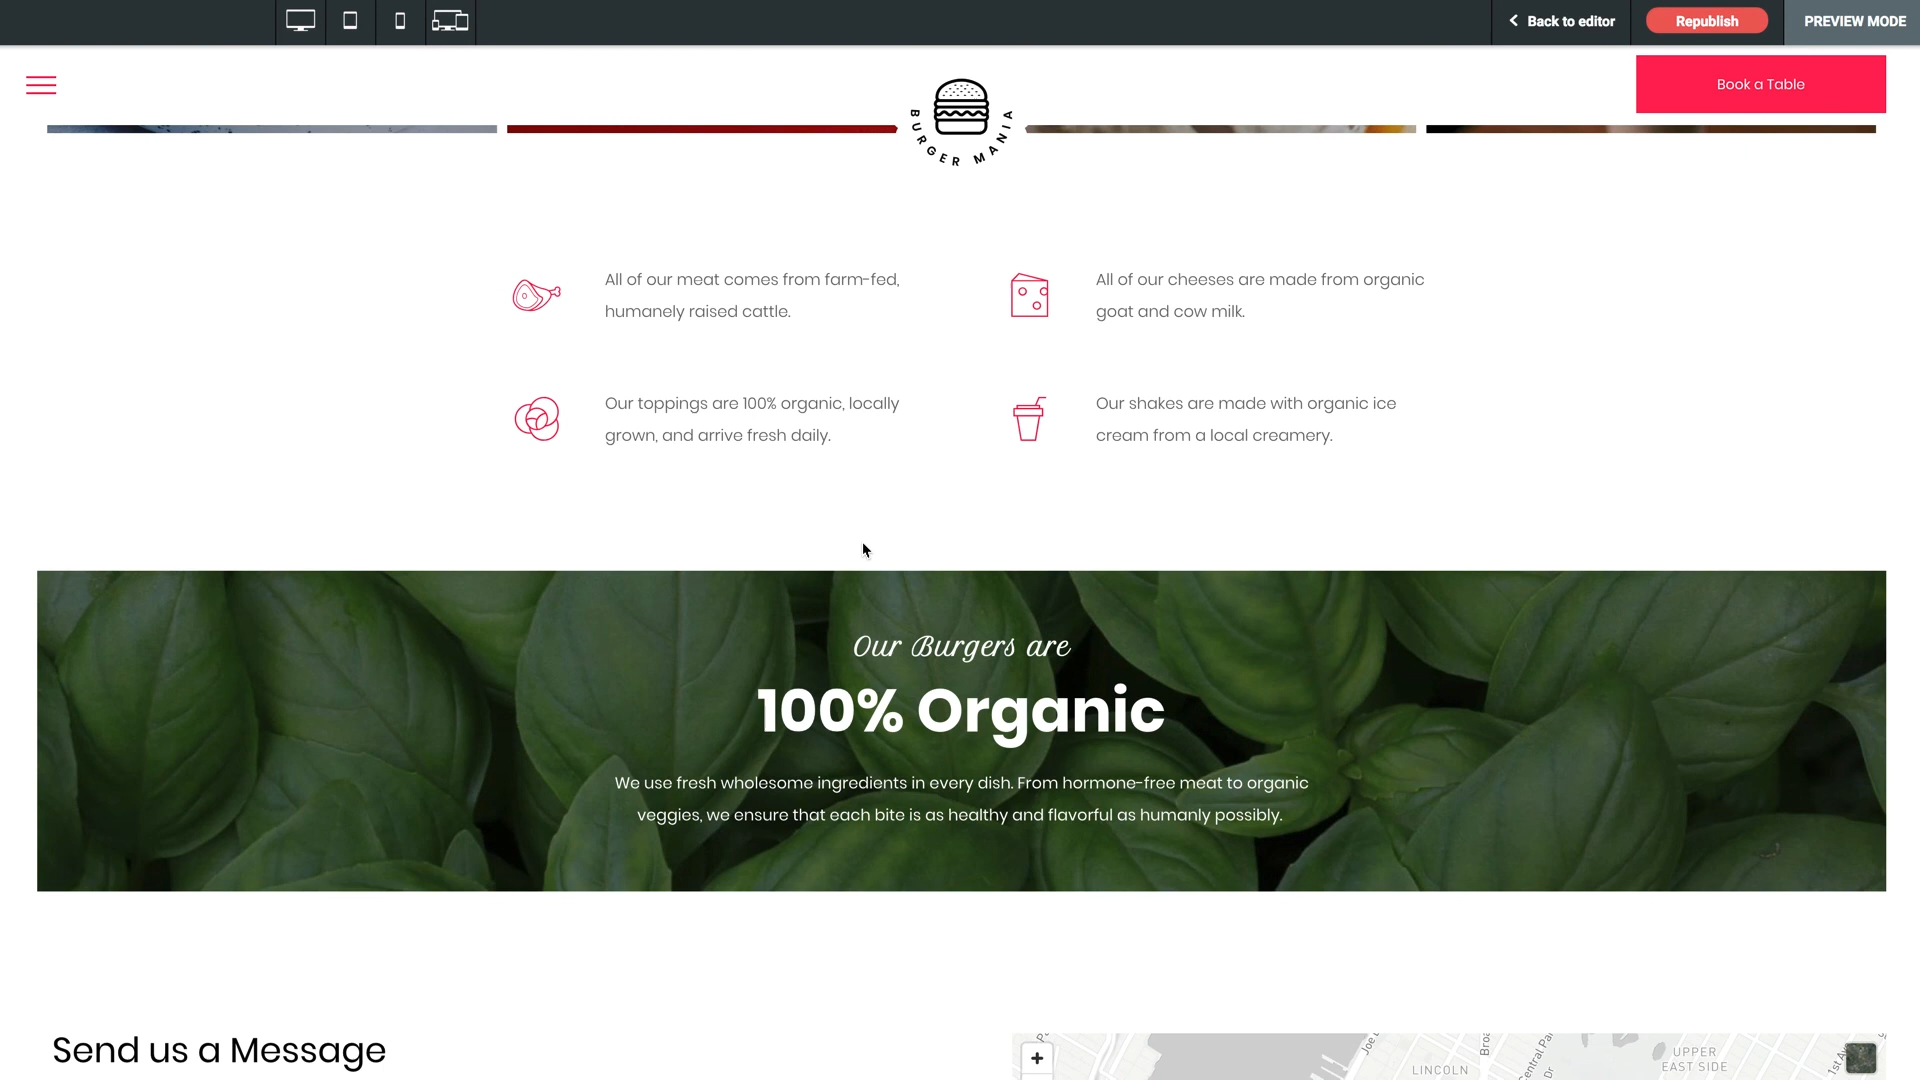 Back to editor
Republish
PREVIEW MODE
Book a Table
BURGER MANIA
All of our meat comes from farm-fed,
humanely raised cattle.
All of our cheeses are made from organic
goat and cow milk.
Our toppings are 100% organic, locally
grown, and arrive fresh daily.
Our shakes are made with organic ice
cream from a local creamery.
Our Burgers are
100% Organic
We use fresh wholesome ingredients in every dish. From hormone-free meat to organic
veggies, we ensure that each bite is as healthy and flavorful as humanly possibly.
Send us a Message
+
LINCOLN
Dr
UPPER
EAST SIDE